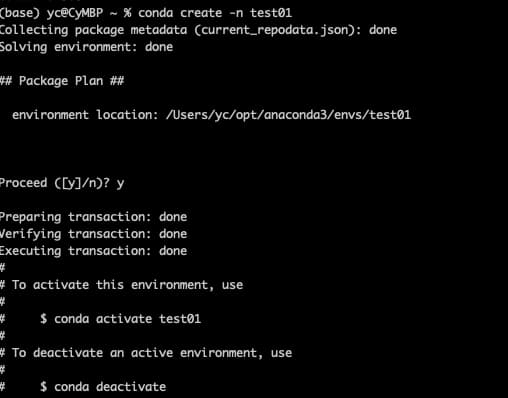 (base) yc@CyMBP ~ % conda create -n test01
Collecting package metadata (current_repodata.json): done
Solving environment: done
## Package Plan ##
environment location: /Users/yc/opt/anaconda3/envs/test01
Proceed ([y]/n)? y
Preparing transaction: done
Verifying transaction: done
Executing transaction: done
#
# To activate this environment, use
#
#     $ conda activate test01
#
# To deactivate an active environment, use
#
#     $ conda deactivate